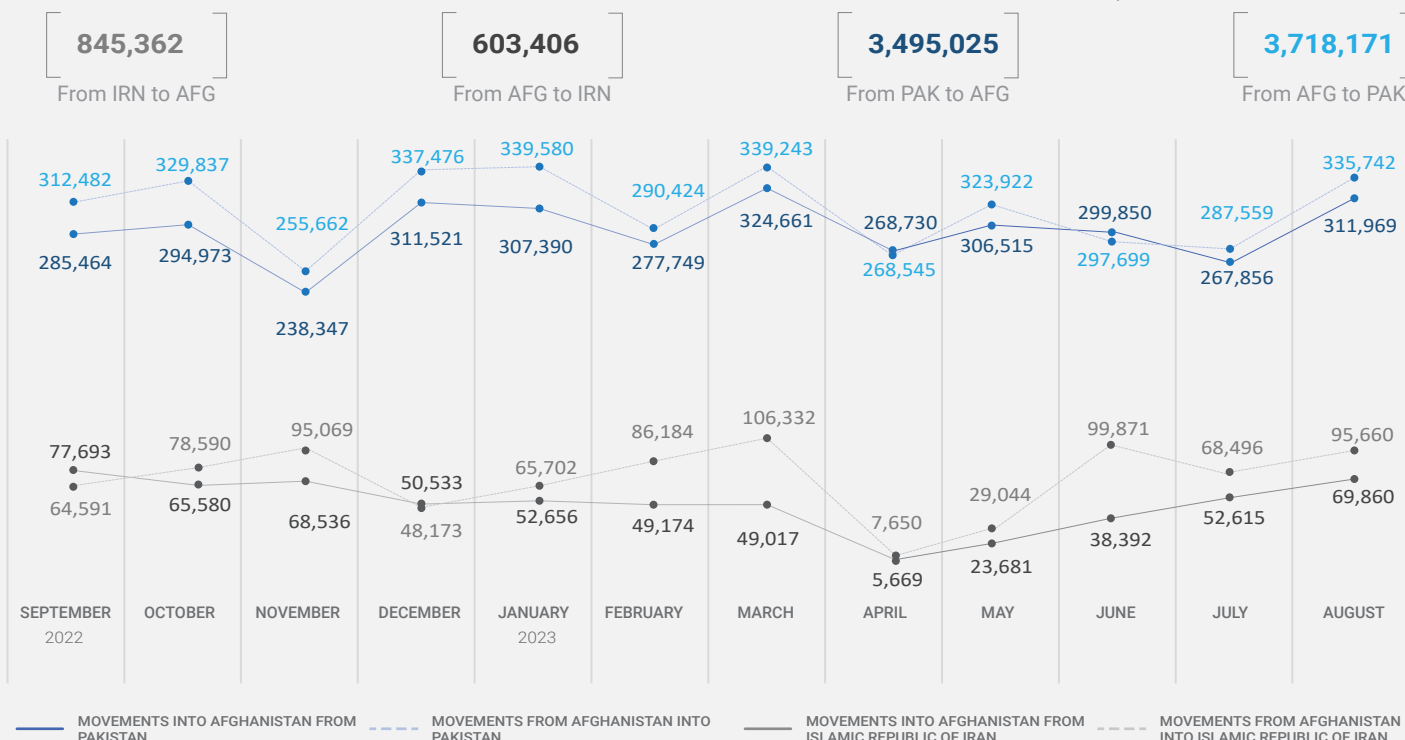 845,362
603,406
3,495,025
3,718,171
From IRN to AFG
From AFG to IRN
From PAK to AFG
From AFG to PAK
312,482
329,837
255,662
337,476
339,580
290,424
339,243
268,730
323,922
299,850
287,559
335,742
285,464
294,973
238,347
311,521
307,390
277,749
324,661
268,545
306,515
297,699
267,856
311,969
77,693
78,590
95,069
50,533
65,702
86,184
106,332
7,650
29,044
99,871
68,496
95,660
64,591
65,580
68,536
48,173
52,656
49,174
49,017
5,669
23,681
38,392
52,615
69,860
SEPTEMBER
2022
OCTOBER
NOVEMBER
DECEMBER
JANUARY
2023
FEBRUARY
MARCH
APRIL
MAY
JUNE
JULY
AUGUST
MOVEMENTS INTO AFGHANISTAN FROM
PAKISTAN
MOVEMENTS FROM AFGHANISTAN INTO
PAKISTAN
MOVEMENTS INTO AFGHANISTAN FROM
ISLAMIC REPUBLIC OF IRAN
MOVEMENTS FROM AFGHANISTAN
INTO ISLAMIC REPUBLIC OF IRAN